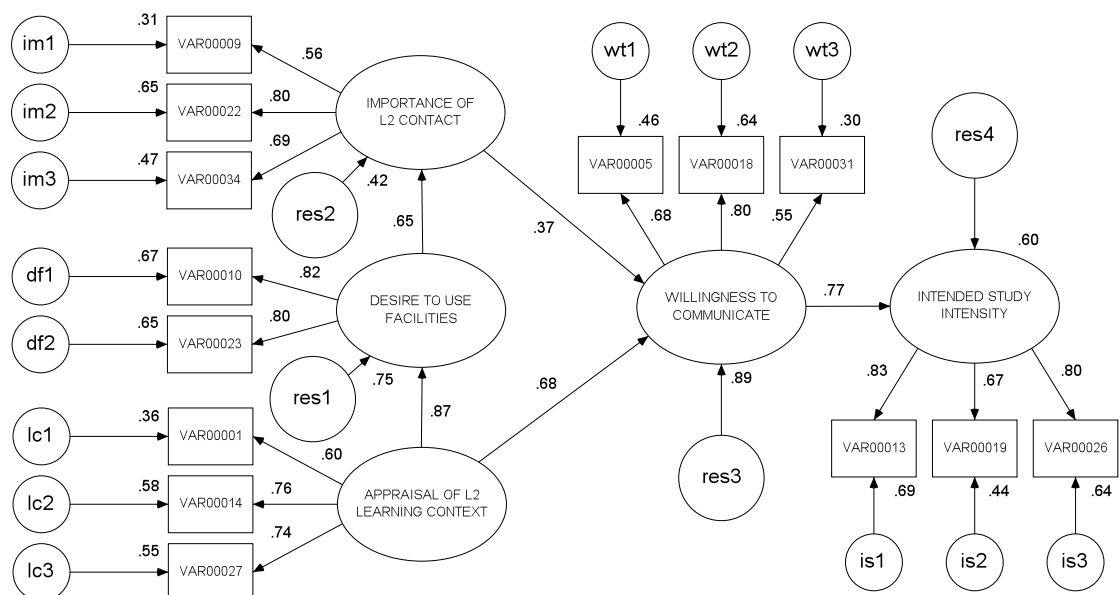 im1
.31
VAR00009
.56
im2
.65
VAR00022
.80
im3
.47
VAR00034
.69
IMPORTANCE OF
L2 CONTACT
res2
.42
.65
df1
.67
VAR00010
.82
df2
.65
VAR00023
.80
DESIRE TO USE
FACILITIES
res1
.75
.87
lc1
.36
VAR00001
.60
lc2
.58
VAR00014
.76
lc3
.55
VAR00027
.74
APPRAISAL OF L2
LEARNING CONTEXT
.37
.68
wt1
wt2
wt3
.46
.64
.30
VAR00005
VAR00018
VAR00031
.68
.80
.55
WILLINGNESS TO
COMMUNICATE
.89
res3
.77
res4
.60
INTENDED STUDY
INTENSITY
.83
.67
.80
VAR00013
VAR00019
VAR00026
.69
.44
.64
is1
is2
is3